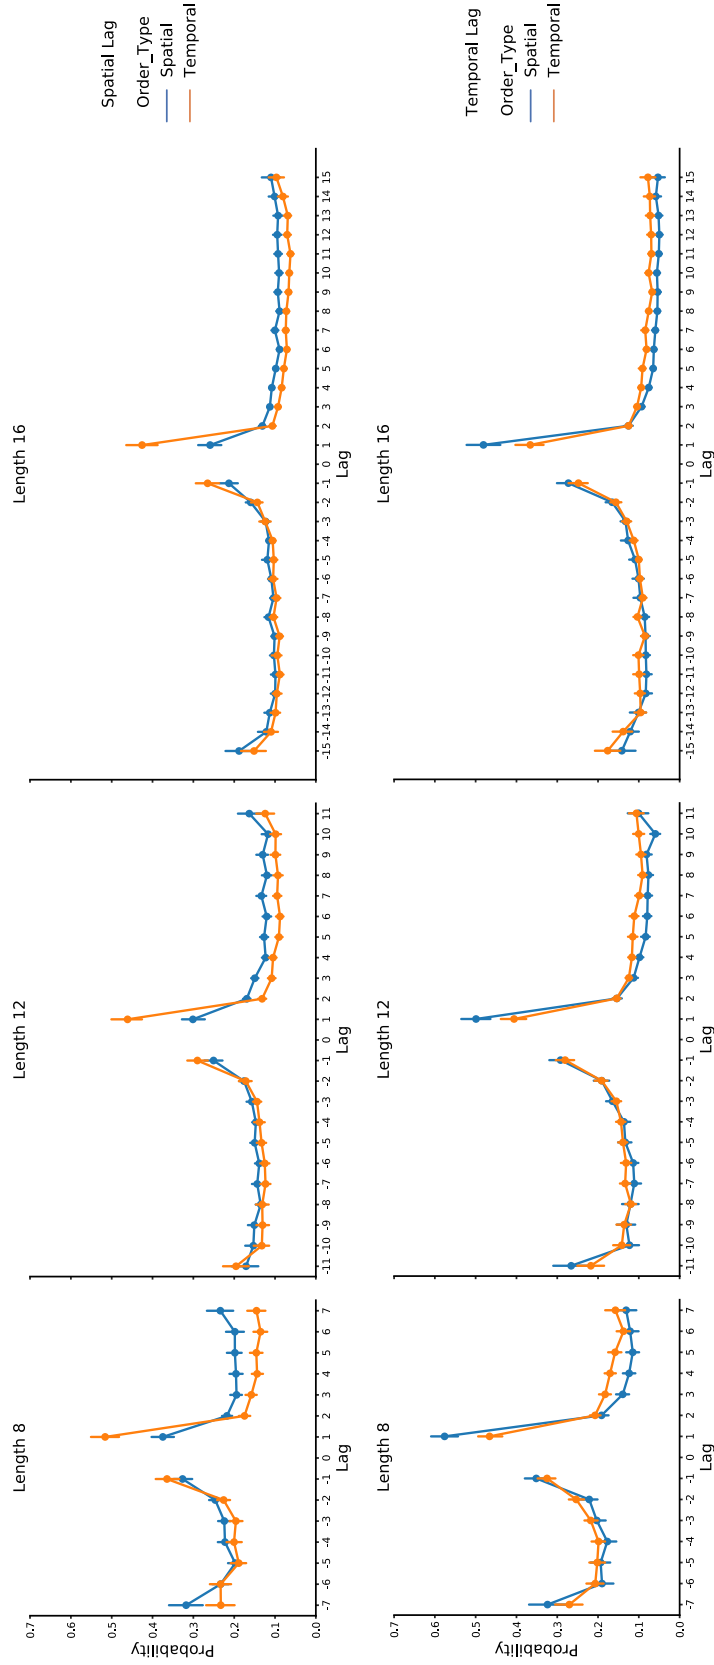 Length 8
Length 12
Length 16
Spatial Lag
Order_Type
Spatial
Temporal
0.7
0.6
0.5
0.4
0.3
0.2
0.1
0.0
Probability
-7 -6 -5 -4 -3 -2 -1 0 1 2 3 4 5 6 7
Lag
-11 -10 -9 -8 -7 -6 -5 -4 -3 -2 -1 0 1 2 3 4 5 6 7 8 9 10 11
Lag
-15 -14 -13 -12 -11 -10 -9 -8 -7 -6 -5 -4 -3 -2 -1 0 1 2 3 4 5 6 7 8 9 10 11 12 13 14 15
Lag
Length 8
Length 12
Length 16
Temporal Lag
Order_Type
Spatial
Temporal
0.7
0.6
0.5
0.4
0.3
0.2
0.1
0.0
Probability
-7 -6 -5 -4 -3 -2 -1 0 1 2 3 4 5 6 7
Lag
-11 -10 -9 -8 -7 -6 -5 -4 -3 -2 -1 0 1 2 3 4 5 6 7 8 9 10 11
Lag
-15 -14 -13 -12 -11 -10 -9 -8 -7 -6 -5 -4 -3 -2 -1 0 1 2 3 4 5 6 7 8 9 10 11 12 13 14 15
Lag